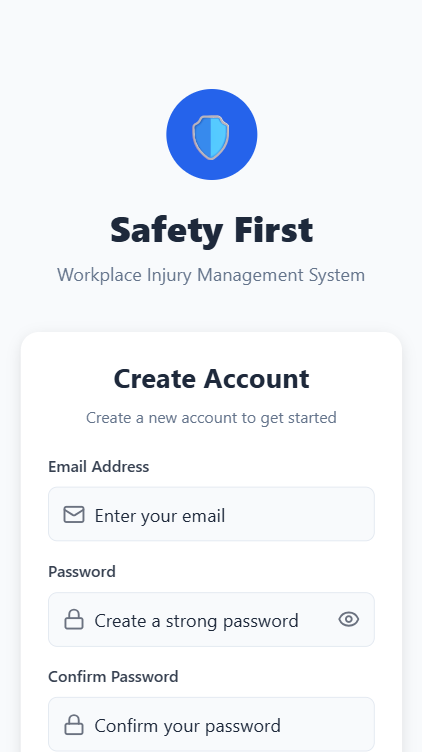 Safety First
Workplace Injury Management System
Create Account
Create a new account to get started
Email Address
Enter your email
Password
Create a strong password
Confirm Password
Confirm your password